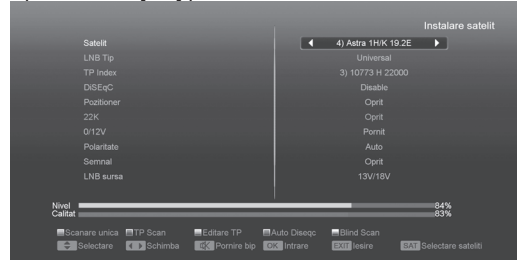 Instalare satelit
Satelit 4) Astra 1H/K 19.2E
LNB Tip Universal
TP Index 3) 10773 H 22000
DiSEqC Disable
Pozitioner Oprit
22K Oprit
0/12V Pornit
Polaritate Auto
Semnal Oprit
LNB sursa 13V/18V
Nivel 84%
Calitat 83%
Scanare unica TP Scan Editare TP Auto Diseqc Blind Scan
Selectare Schimba Pornire bip OK Intrare EXIT Iesire SAT Selectare sateliti